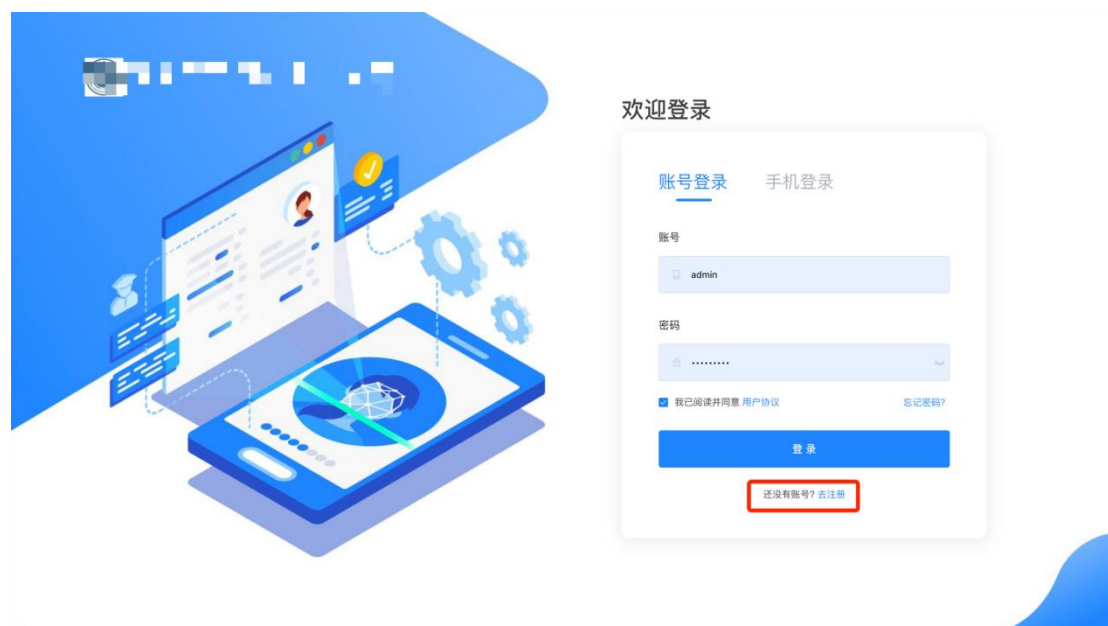 欢迎登录
账号登录 手机登录
账号
admin
密码
•••••••••
我已阅读并同意 用户协议 忘记密码?
登 录
还没有账号? 去注册